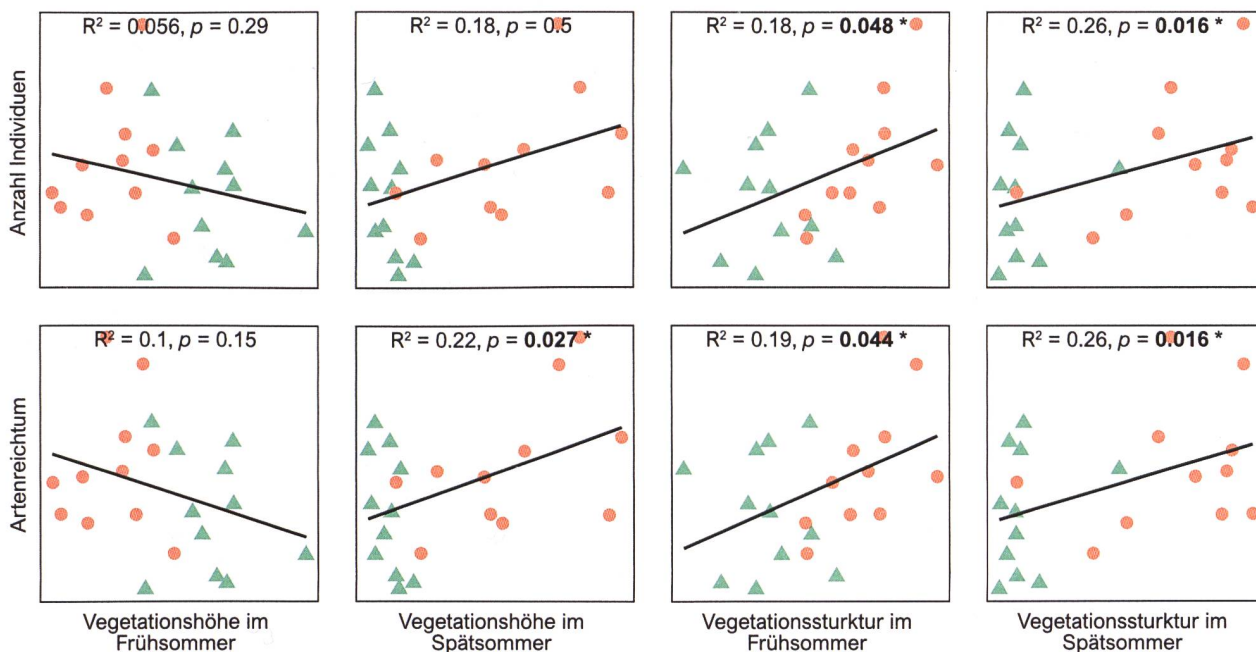 R² = 0.056, p = 0.29
R² = 0.18, p = 0.5
R² = 0.18, p = 0.048 *
R² = 0.26, p = 0.016 *
Anzahl Individuen
R² = 0.1, p = 0.15
R² = 0.22, p = 0.027 *
R² = 0.19, p = 0.044 *
R² = 0.26, p = 0.016 *
Artenreichtum
Vegetationshöhe im
Frühsommer
Vegetationshöhe im
Spätsommer
Vegetationssturktur im
Frühsommer
Vegetationssturktur im
Spätsommer